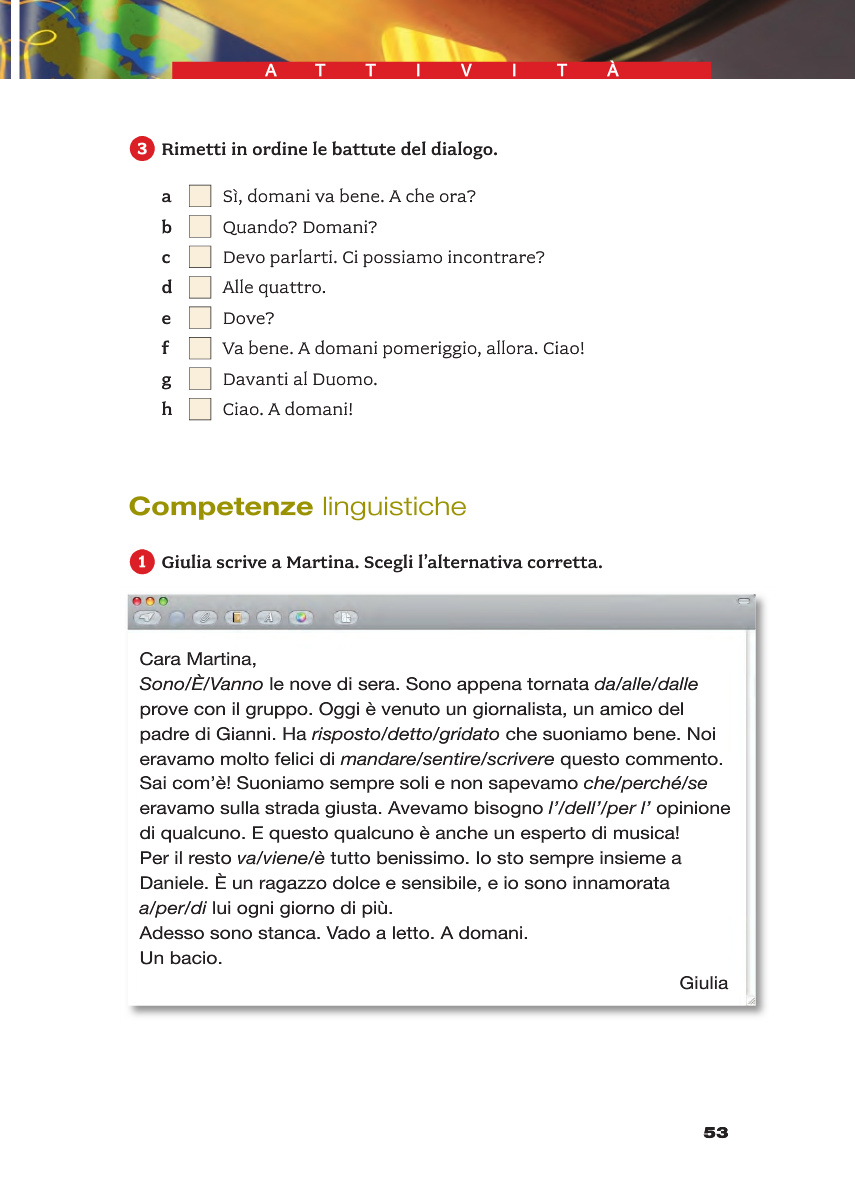 ATTIVITÀ
3 Rimetti in ordine le battute del dialogo.
a Sì, domani va bene. A che ora?
b Quando? Domani?
c Devo parlarti. Ci possiamo incontrare?
d Alle quattro.
e Dove?
f Va bene. A domani pomeriggio, allora. Ciao!
g Davanti al Duomo.
h Ciao. A domani!
Competenze linguistiche
1 Giulia scrive a Martina. Scegli l’alternativa corretta.
Cara Martina,
Sono/È/Vanno le nove di sera. Sono appena tornata da/alle/dalle
prove con il gruppo. Oggi è venuto un giornalista, un amico del
padre di Gianni. Ha risposto/detto/gridato che suoniamo bene. Noi
eravamo molto felici di mandare/sentire/scrivere questo commento.
Sai com’è! Suoniamo sempre soli e non sapevamo che/perché/se
eravamo sulla strada giusta. Avevamo bisogno l’/dell’/per l’ opinione
di qualcuno. E questo qualcuno è anche un esperto di musica!
Per il resto va/viene/è tutto benissimo. Io sto sempre insieme a
Daniele. È un ragazzo dolce e sensibile, e io sono innamorata
a/per/di lui ogni giorno di più.
Adesso sono stanca. Vado a letto. A domani.
Un bacio.
Giulia
53